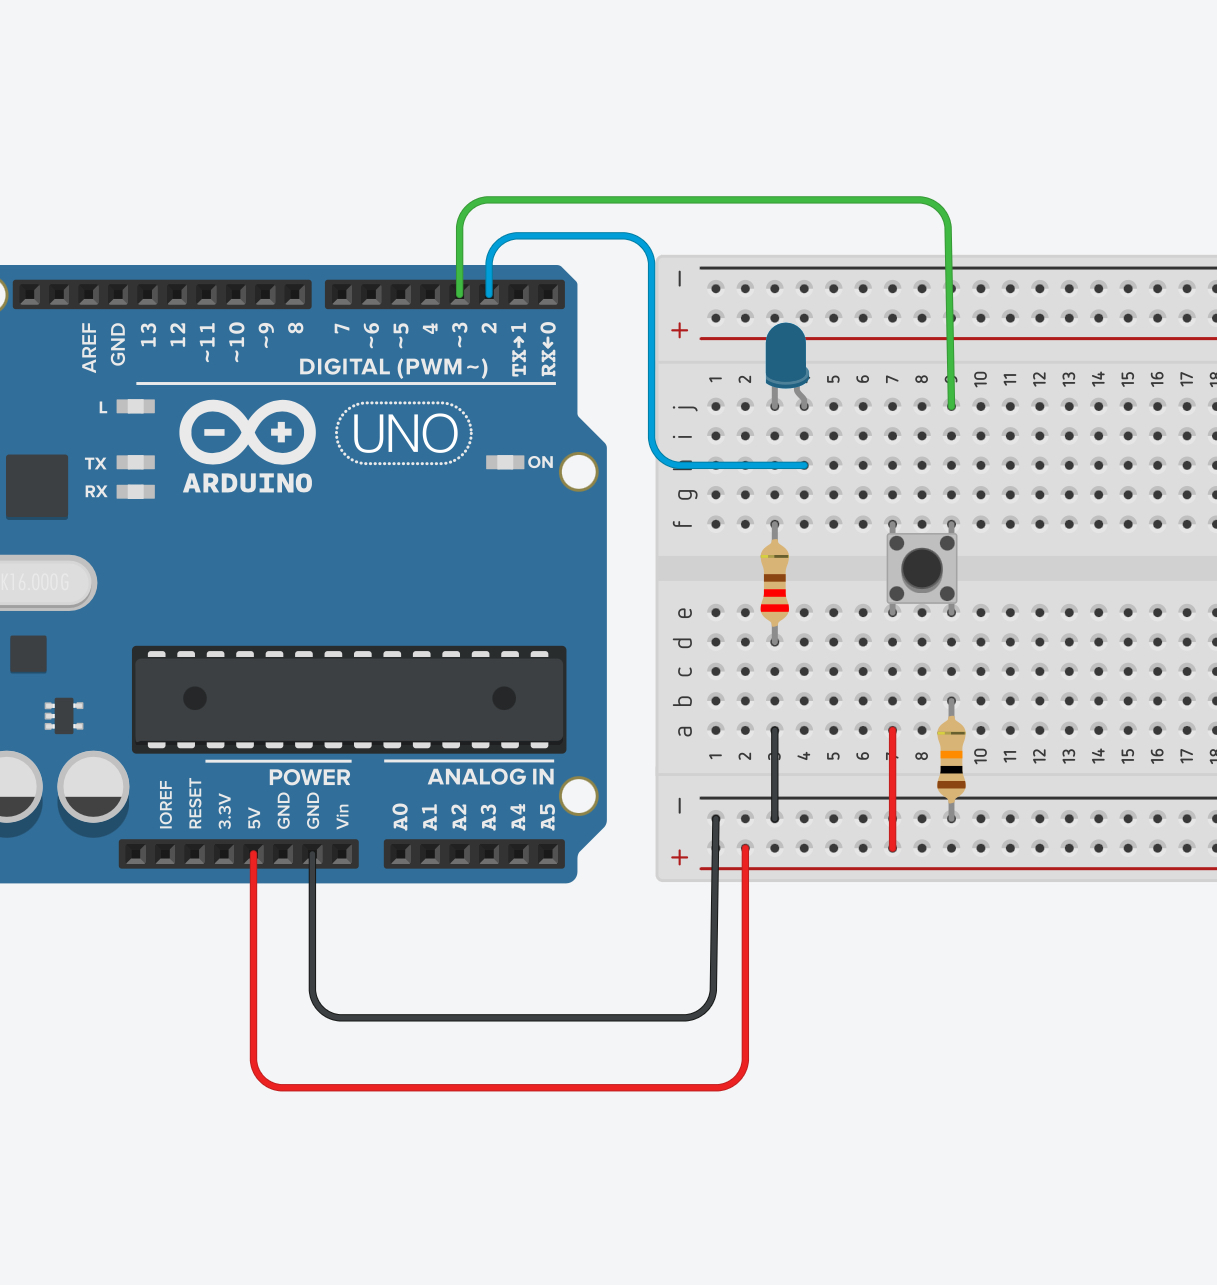 AREF GND 13 12 ~11 ~10 ~9 8 7 ~6 ~5 4 ~3 2 TX→1 RX←0
DIGITAL (PWM~)
L
TX
RX
UNO
ARDUINO
ON
K16.000G
POWER
ANALOG IN
IOREF RESET 3.3V 5V GND GND Vin A0 A1 A2 A3 A4 A5
−
+
1 2 5 6 7 8 9 10 11 12 13 14 15 16 17 18
j
i
g
f
e
d
c
b
a
1 2 3 4 5 6 7 8 10 11 12 13 14 15 16 17 18
−
+